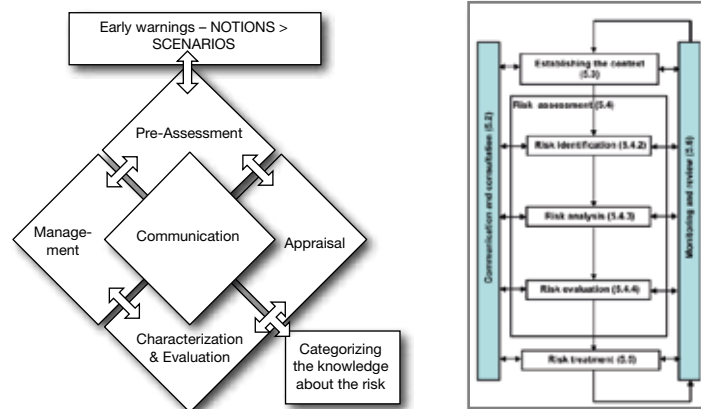 Early warnings – NOTIONS >
SCENARIOS
Pre-Assessment
Manage-
ment
Communication
Appraisal
Characterization
& Evaluation
Categorizing
the knowledge
about the risk
Establishing the context
(5.3)
Risk assessment (5.4)
Risk identification (5.4.2)
Risk analysis (5.4.3)
Risk evaluation (5.4.4)
Risk treatment (5.5)
Communication and consultation (5.2)
Monitoring and review (5.6)